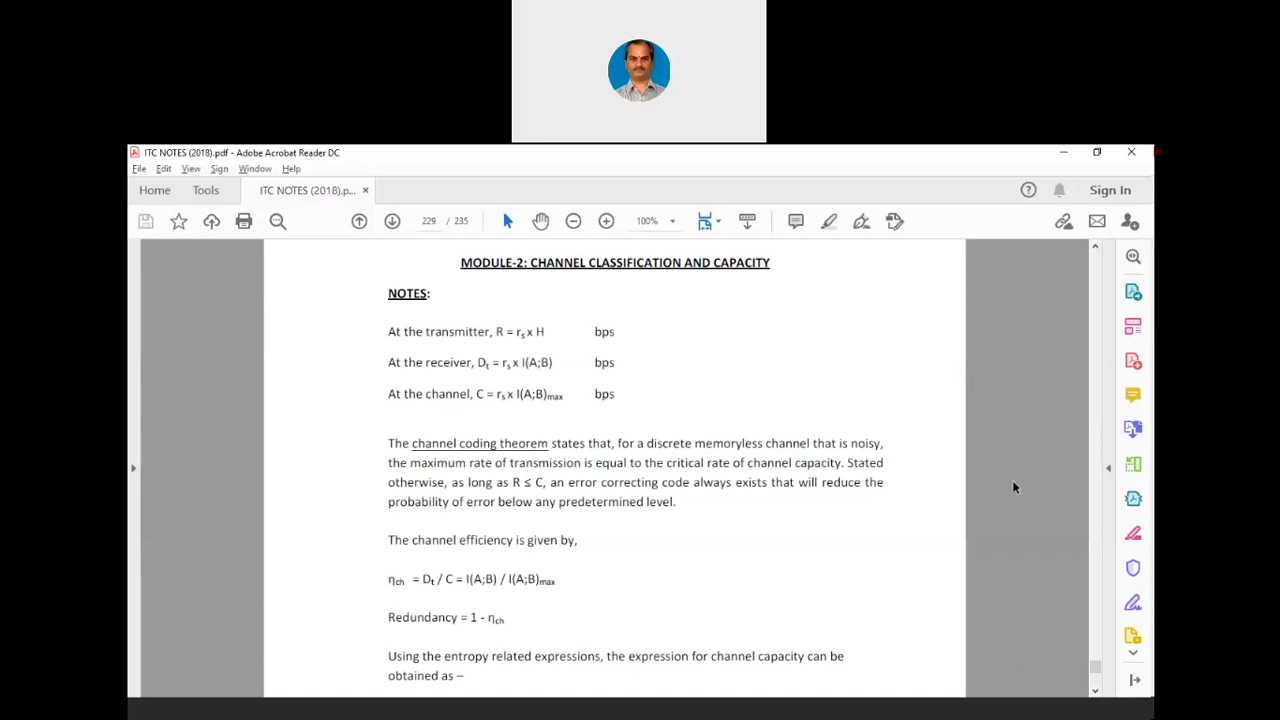 ITC NOTES (2018).pdf - Adobe Acrobat Reader DC
File Edit View Sign Window Help
Home Tools ITC NOTES (2018).p... × Sign In
229 / 235 100%
MODULE-2: CHANNEL CLASSIFICATION AND CAPACITY
NOTES:
At the transmitter, R = rs x H bps
At the receiver, Dt = rs x I(A;B) bps
At the channel, C = rs x I(A;B)max bps
The channel coding theorem states that, for a discrete memoryless channel that is noisy,
the maximum rate of transmission is equal to the critical rate of channel capacity. Stated
otherwise, as long as R ≤ C, an error correcting code always exists that will reduce the
probability of error below any predetermined level.
The channel efficiency is given by,
ηch = Dt / C = I(A;B) / I(A;B)max
Redundancy = 1 - ηch
Using the entropy related expressions, the expression for channel capacity can be
obtained as –